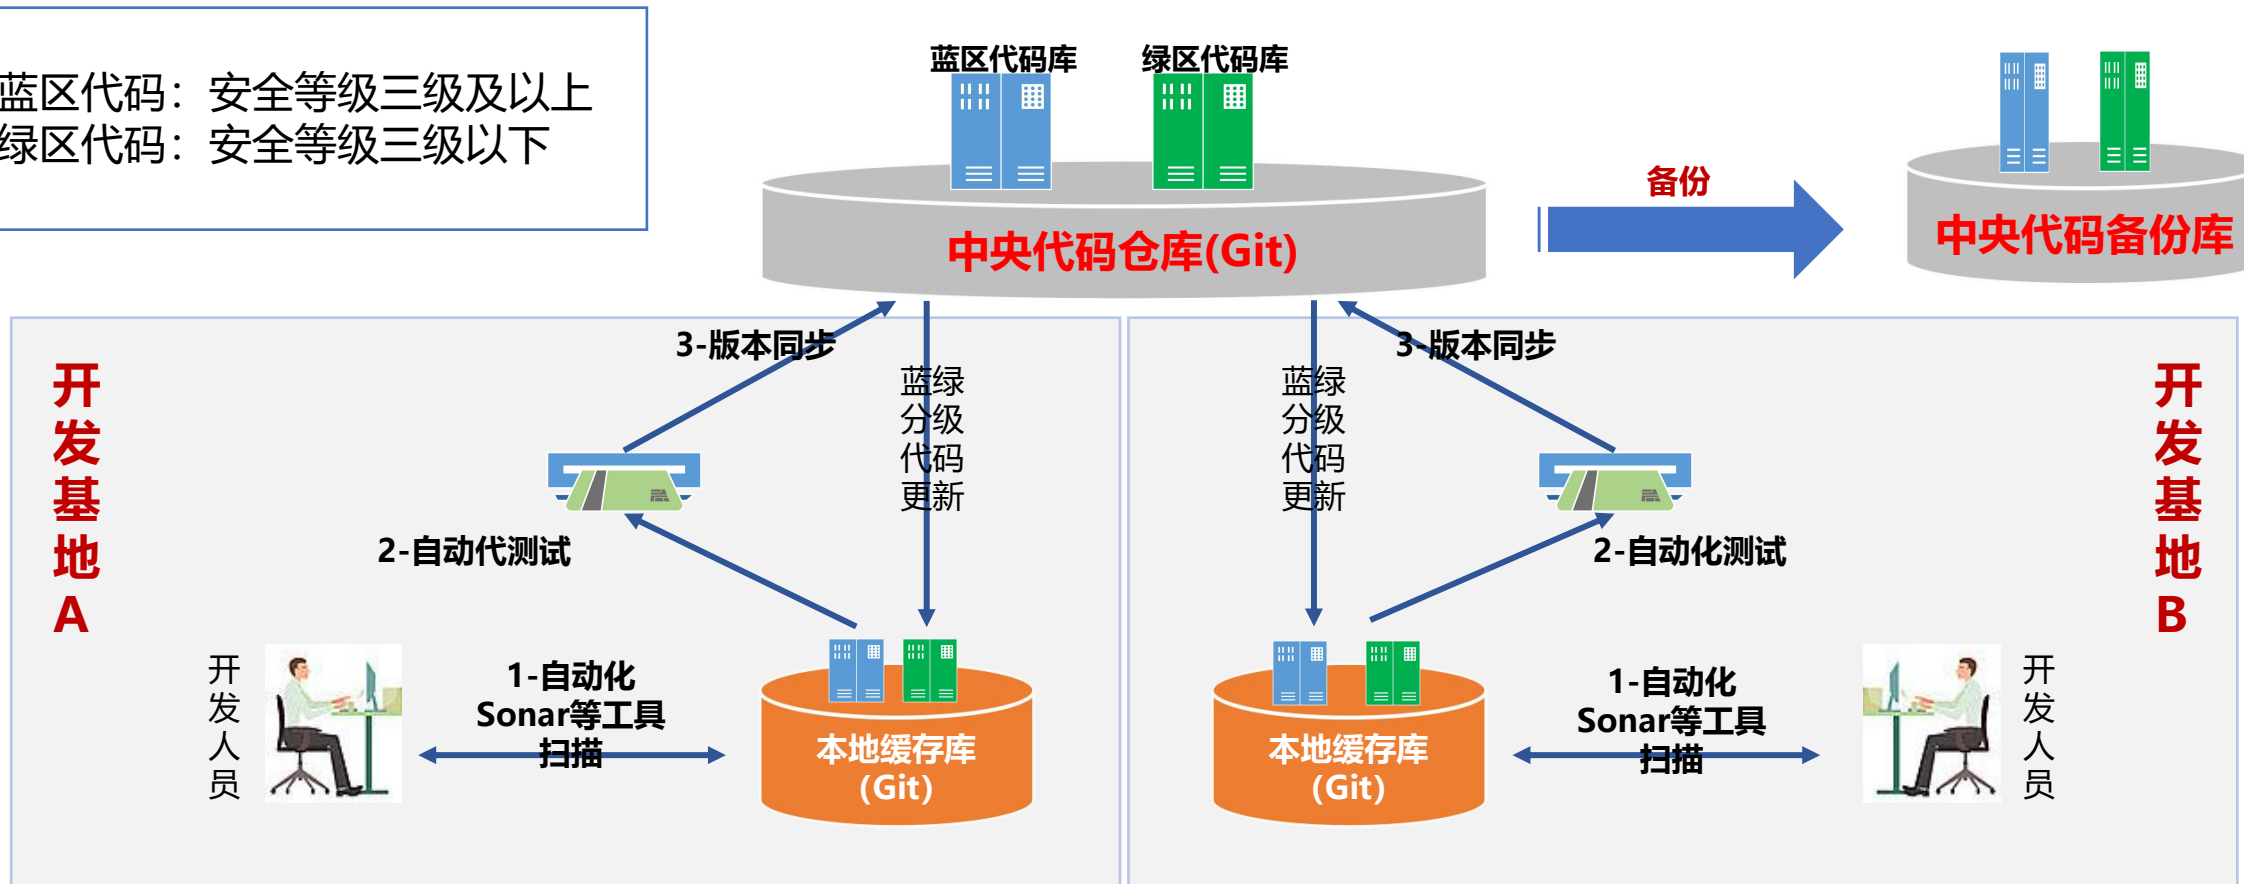 蓝区代码：安全等级三级及以上
绿区代码：安全等级三级以下
蓝区代码库
绿区代码库
中央代码仓库(Git)
备份
中央代码备份库
开发基地A
3-版本同步
蓝绿
分级
代码
更新
2-自动代测试
开发人员
1-自动化
Sonar等工具
扫描
本地缓存库
(Git)
3-版本同步
蓝绿
分级
代码
更新
2-自动化测试
本地缓存库
(Git)
1-自动化
Sonar等工具
扫描
开发人员
开发基地B